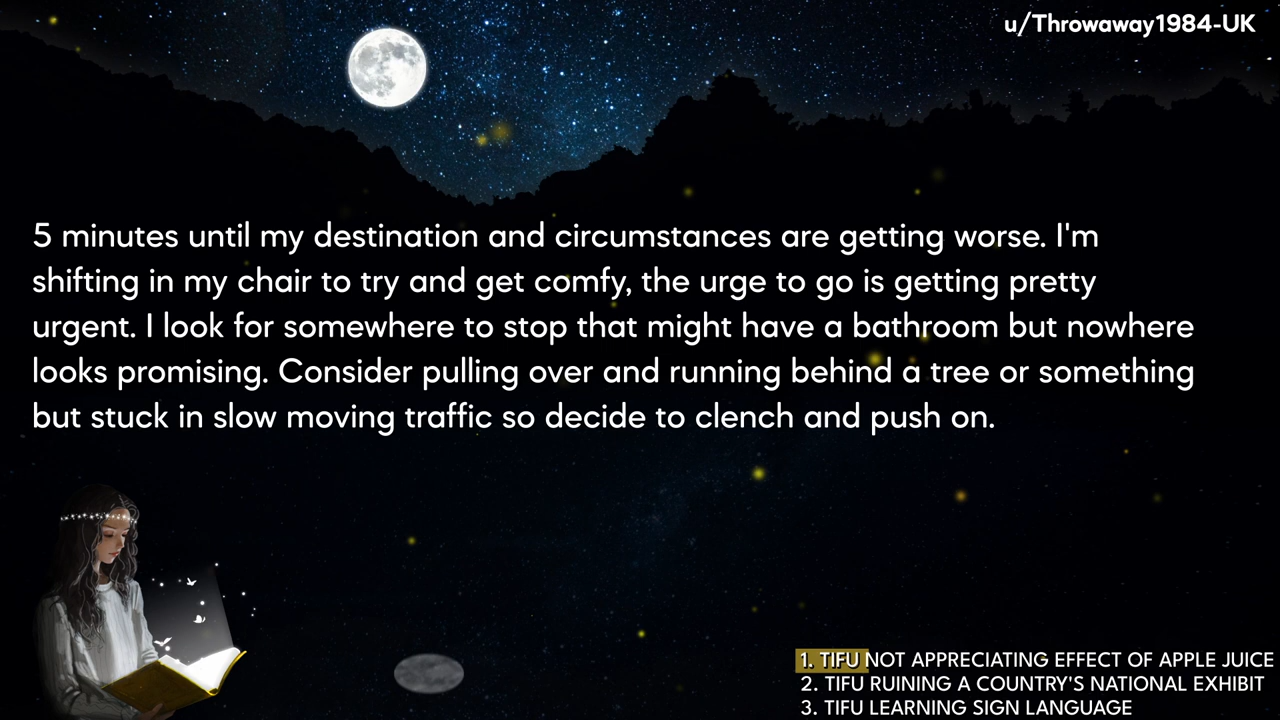 u/Throwaway1984-UK
5 minutes until my destination and circumstances are getting worse. I'm
shifting in my chair to try and get comfy, the urge to go is getting pretty
urgent. I look for somewhere to stop that might have a bathroom but nowhere
looks promising. Consider pulling over and running behind a tree or something
but stuck in slow moving traffic so decide to clench and push on.
1. TIFU NOT APPRECIATING EFFECT OF APPLE JUICE
2. TIFU RUINING A COUNTRY'S NATIONAL EXHIBIT
3. TIFU LEARNING SIGN LANGUAGE